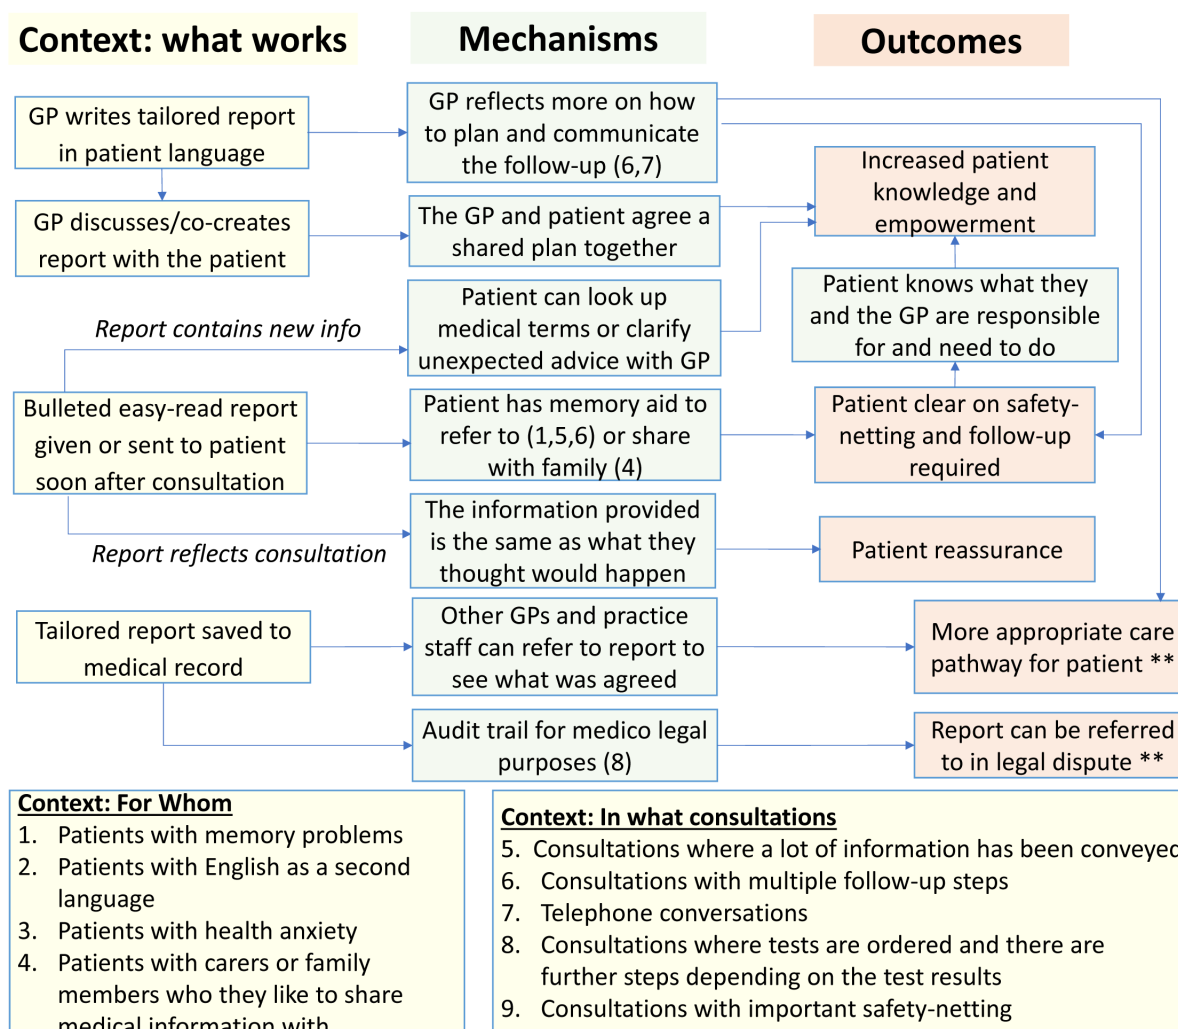 Context: what works
Mechanisms
Outcomes
GP writes tailored report
in patient language
GP discusses/co-creates
report with the patient
Report contains new info
Bulleted easy-read report
given or sent to patient
soon after consultation
Report reflects consultation
Tailored report saved to
medical record
GP reflects more on how
to plan and communicate
the follow-up (6,7)
The GP and patient agree a
shared plan together
Patient can look up
medical terms or clarify
unexpected advice with GP
Patient has memory aid to
refer to (1,5,6) or share
with family (4)
The information provided
is the same as what they
thought would happen
Other GPs and practice
staff can refer to report to
see what was agreed
Audit trail for medico legal
purposes (8)
Increased patient
knowledge and
empowerment
Patient knows what they
and the GP are responsible
for and need to do
Patient clear on safety-
netting and follow-up
required
Patient reassurance
More appropriate care
pathway for patient **
Report can be referred
to in legal dispute **
Context: For Whom
1. Patients with memory problems
2. Patients with English as a second
language
3. Patients with health anxiety
4. Patients with carers or family
members who they like to share
medical information with
Context: In what consultations
5. Consultations where a lot of information has been conveyed
6. Consultations with multiple follow-up steps
7. Telephone conversations
8. Consultations where tests are ordered and there are
further steps depending on the test results
9. Consultations with important safety-netting